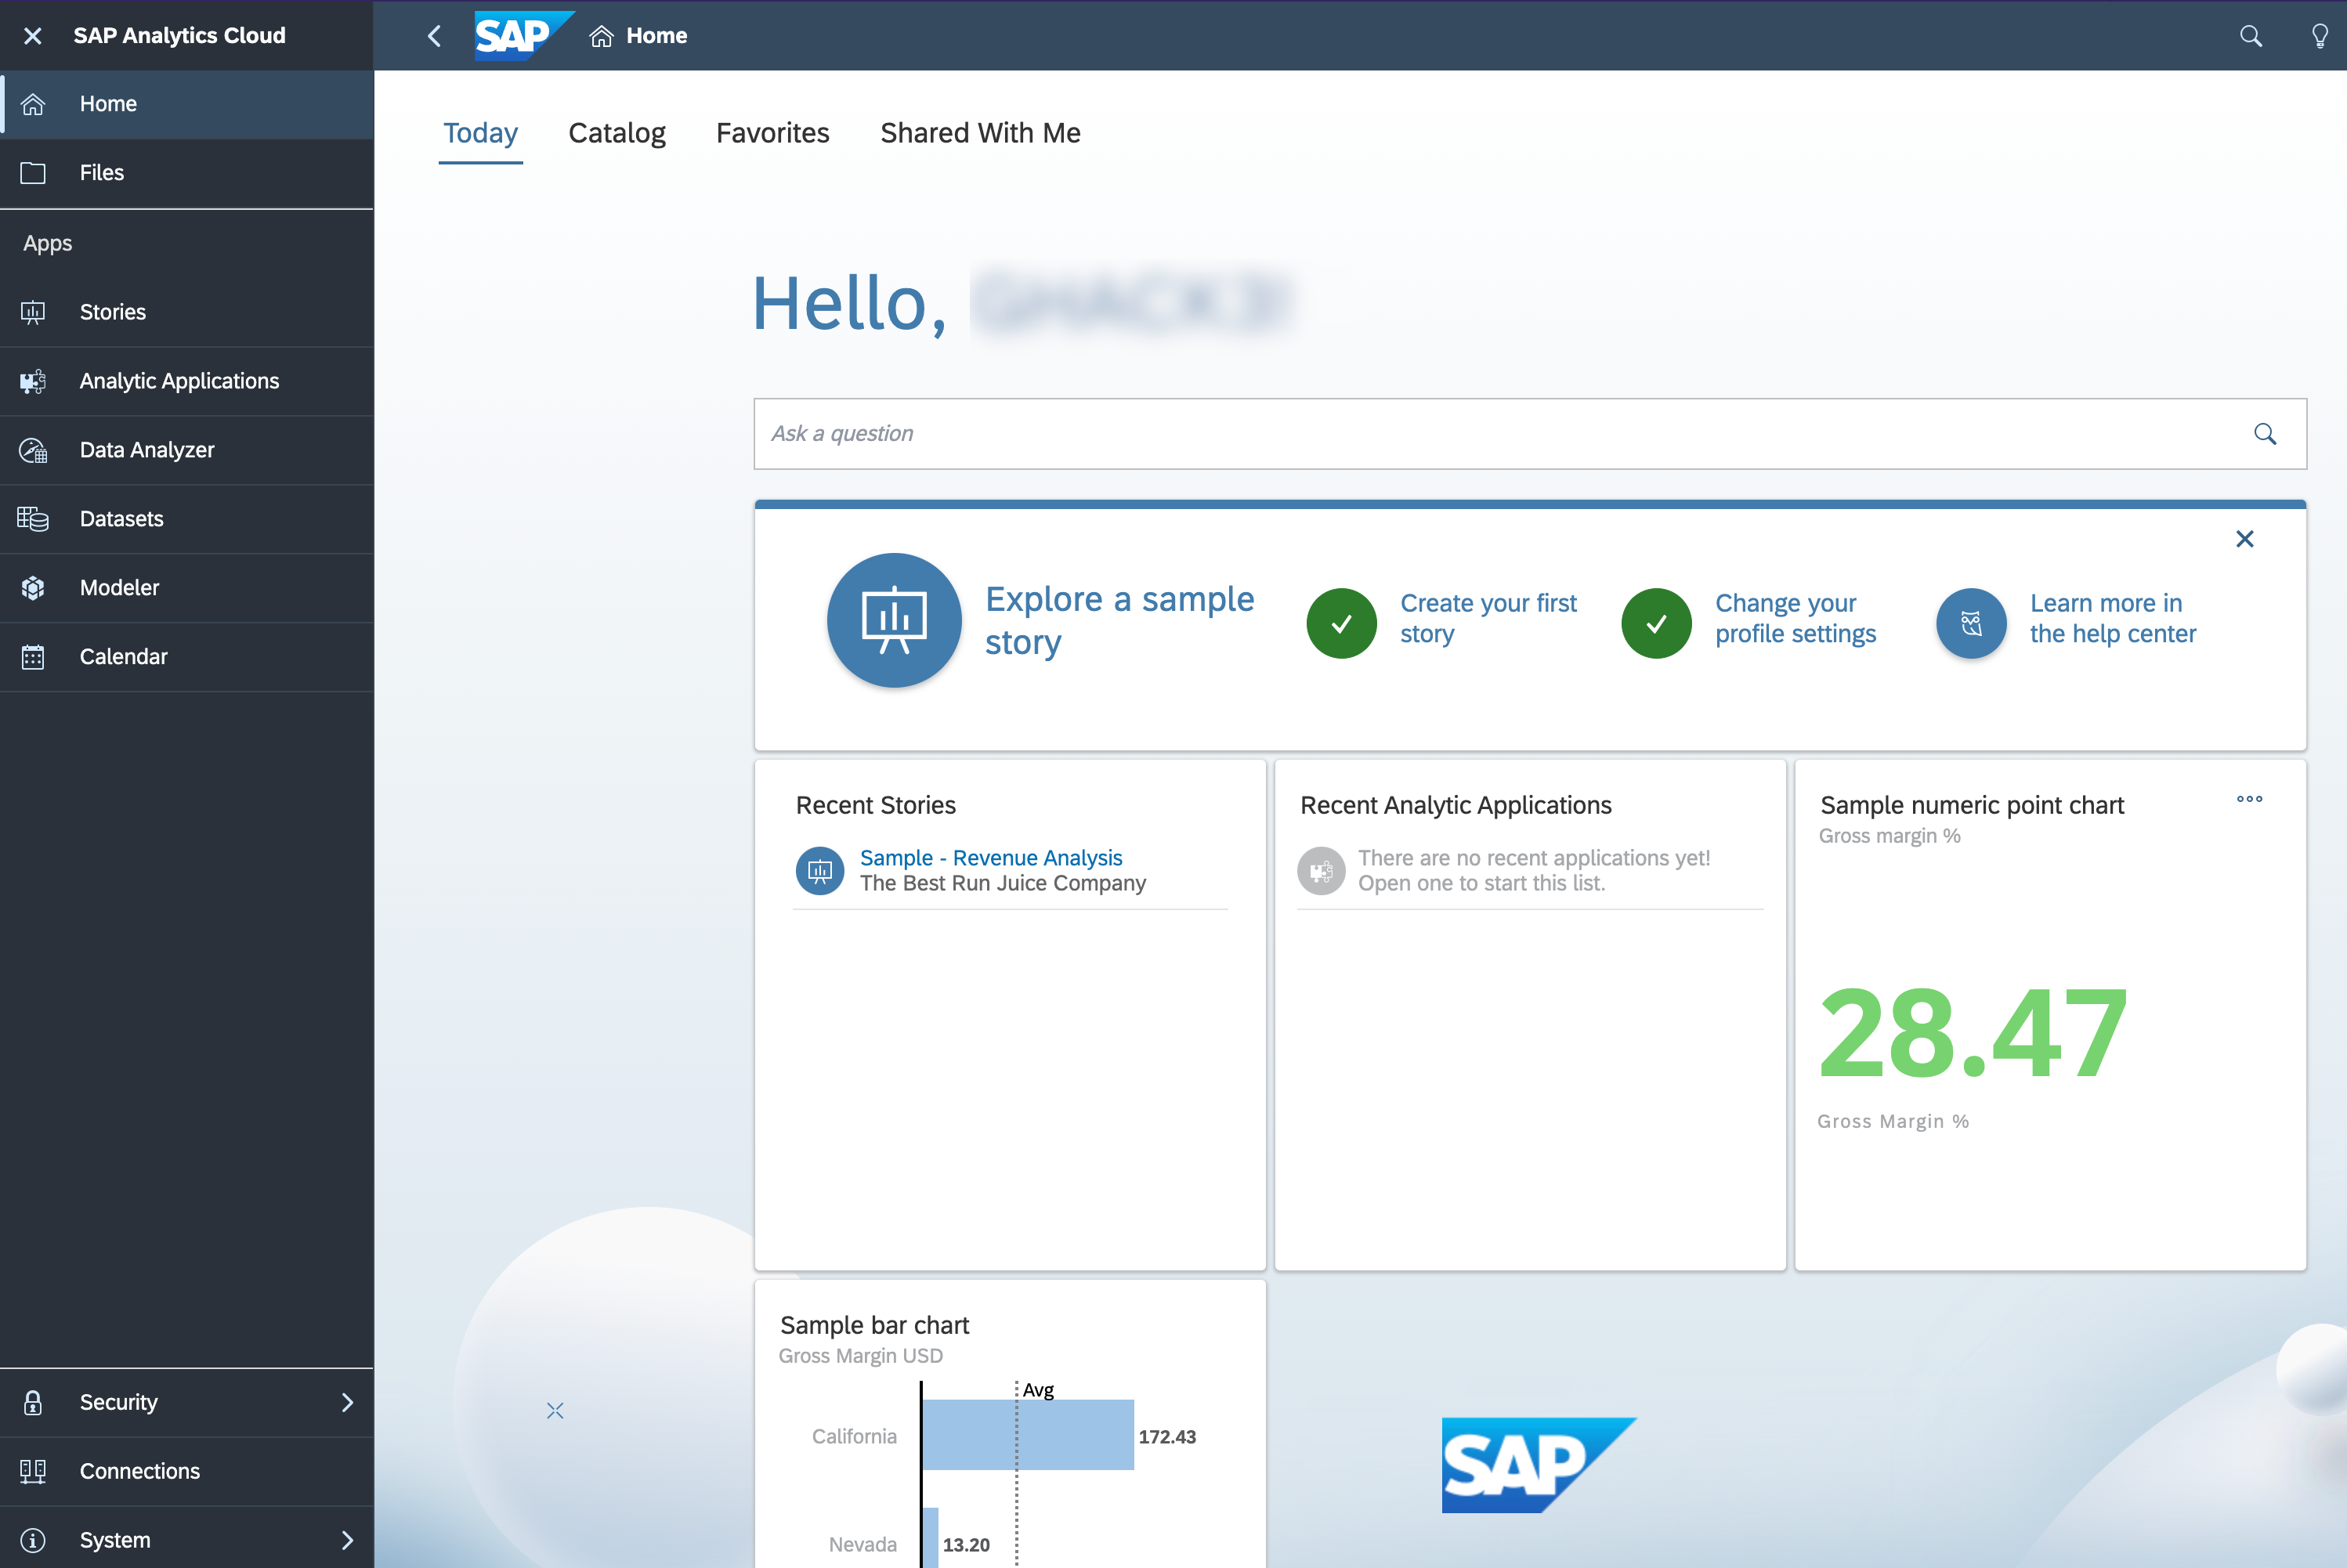 SAP Analytics Cloud
SAP
Home
Home
Files
Apps
Stories
Analytic Applications
Data Analyzer
Datasets
Modeler
Calendar
Security
Connections
System
Today
Catalog
Favorites
Shared With Me
Hello,
Ask a question
Explore a sample
story
Create your first
story
Change your
profile settings
Learn more in
the help center
Recent Stories
Sample - Revenue Analysis
The Best Run Juice Company
Recent Analytic Applications
There are no recent applications yet!
Open one to start this list.
Sample numeric point chart
Gross margin %
28.47
Gross Margin %
Sample bar chart
Gross Margin USD
Avg
California
172.43
Nevada
13.20
SAP